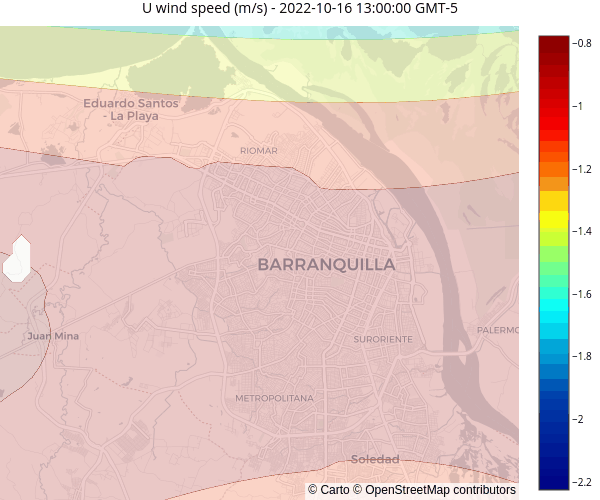 U wind speed (m/s) - 2022-10-16 13:00:00 GMT-5
Eduardo Santos
- La Playa
RIOMAR
BARRANQUILLA
Juan Mina
SURORIENTE
PALERMO
METROPOLITANA
Soledad
© Carto © OpenStreetMap contributors
−0.8
−1
−1.2
−1.4
−1.6
−1.8
−2
−2.2